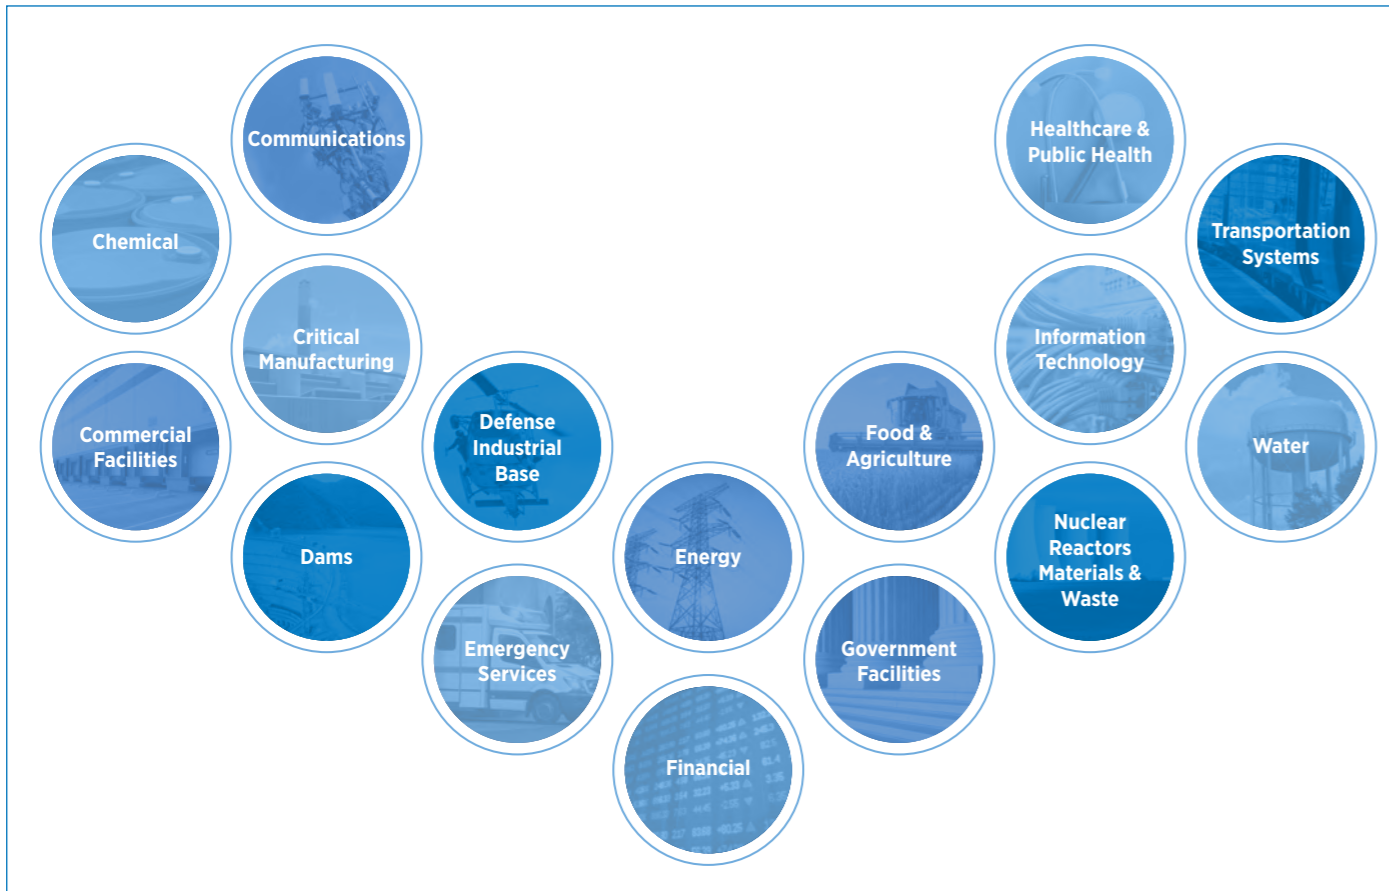 Communications
Healthcare &
Public Health
Chemical
Transportation
Systems
Critical
Manufacturing
Information
Technology
Commercial
Facilities
Defense
Industrial
Base
Food &
Agriculture
Water
Dams
Energy
Nuclear
Reactors
Materials &
Waste
Emergency
Services
Government
Facilities
Financial